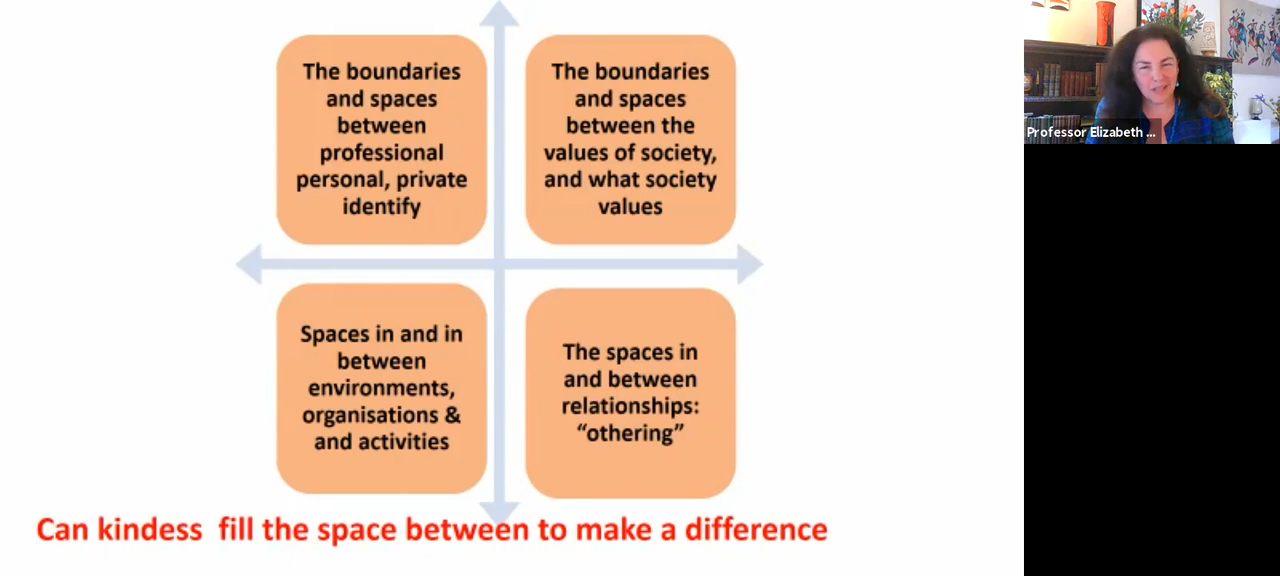 The boundaries
and spaces
between
professional
personal, private
identify
The boundaries
and spaces
between the
values of society,
and what society
values
Spaces in and in
between
environments,
organisations &
and activities
The spaces in
and between
relationships:
“othering”
Can kindess  fill the space between to make a difference
Professor Elizabeth ...